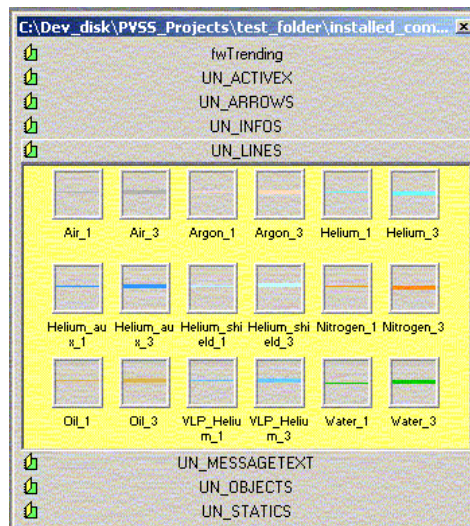 C:\Dev_disk\PVSS_Projects\test_folder\installed_com...
fwTrending
UN_ACTIVEX
UN_ARROWS
UN_INFOS
UN_LINES
Air_1 Air_3 Argon_1 Argon_3 Helium_1 Helium_3
Helium_au Helium_au Helium_shi Helium_shi Nitrogen_1 Nitrogen_3
x_1 x_3 eld_1 eld_3
Oil_1 Oil_3 VLP_Heliu VLP_Heliu Water_1 Water_3
m_1 m_3
UN_MESSAGETEXT
UN_OBJECTS
UN_STATICS